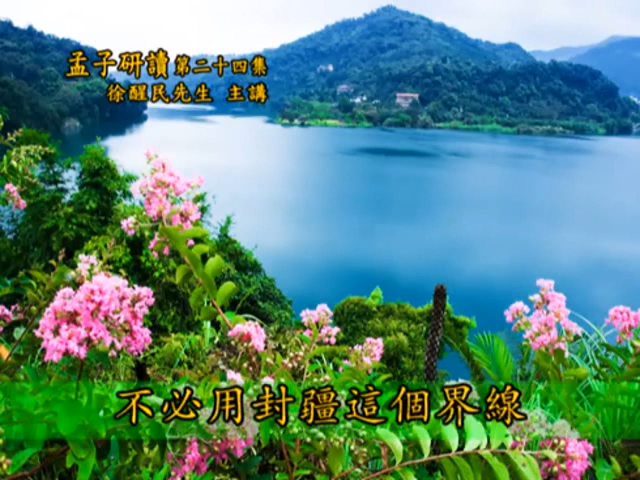 孟子研讀 第二十四集
徐醒民先生 主講
不必用封疆這個界線